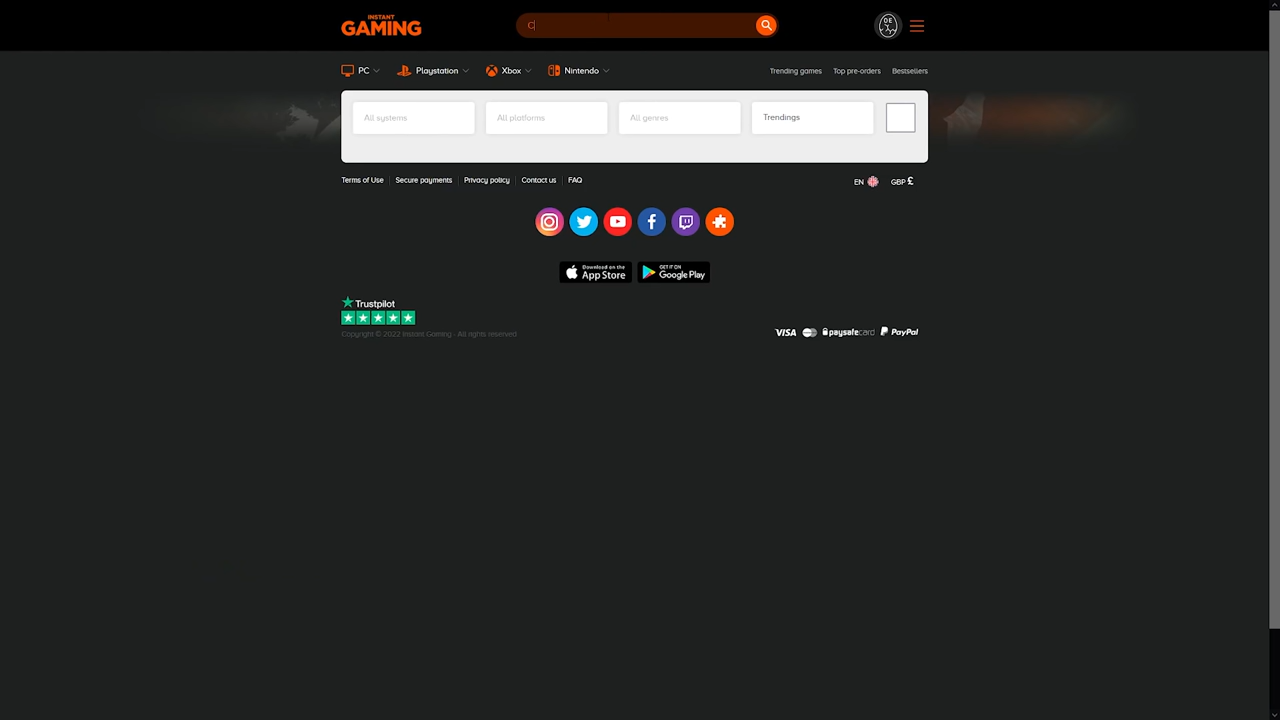 INSTANT
GAMING
C
DE
PC
Playstation
Xbox
Nintendo
Trending games
Top pre-orders
Bestsellers
All systems
All platforms
All genres
Trendings
Terms of Use
Secure payments
Privacy policy
Contact us
FAQ
EN
GBP £
Download on the
App Store
GET IT ON
Google Play
Trustpilot
Copyright © 2022 Instant Gaming - All rights reserved
VISA
paysafecard
PayPal